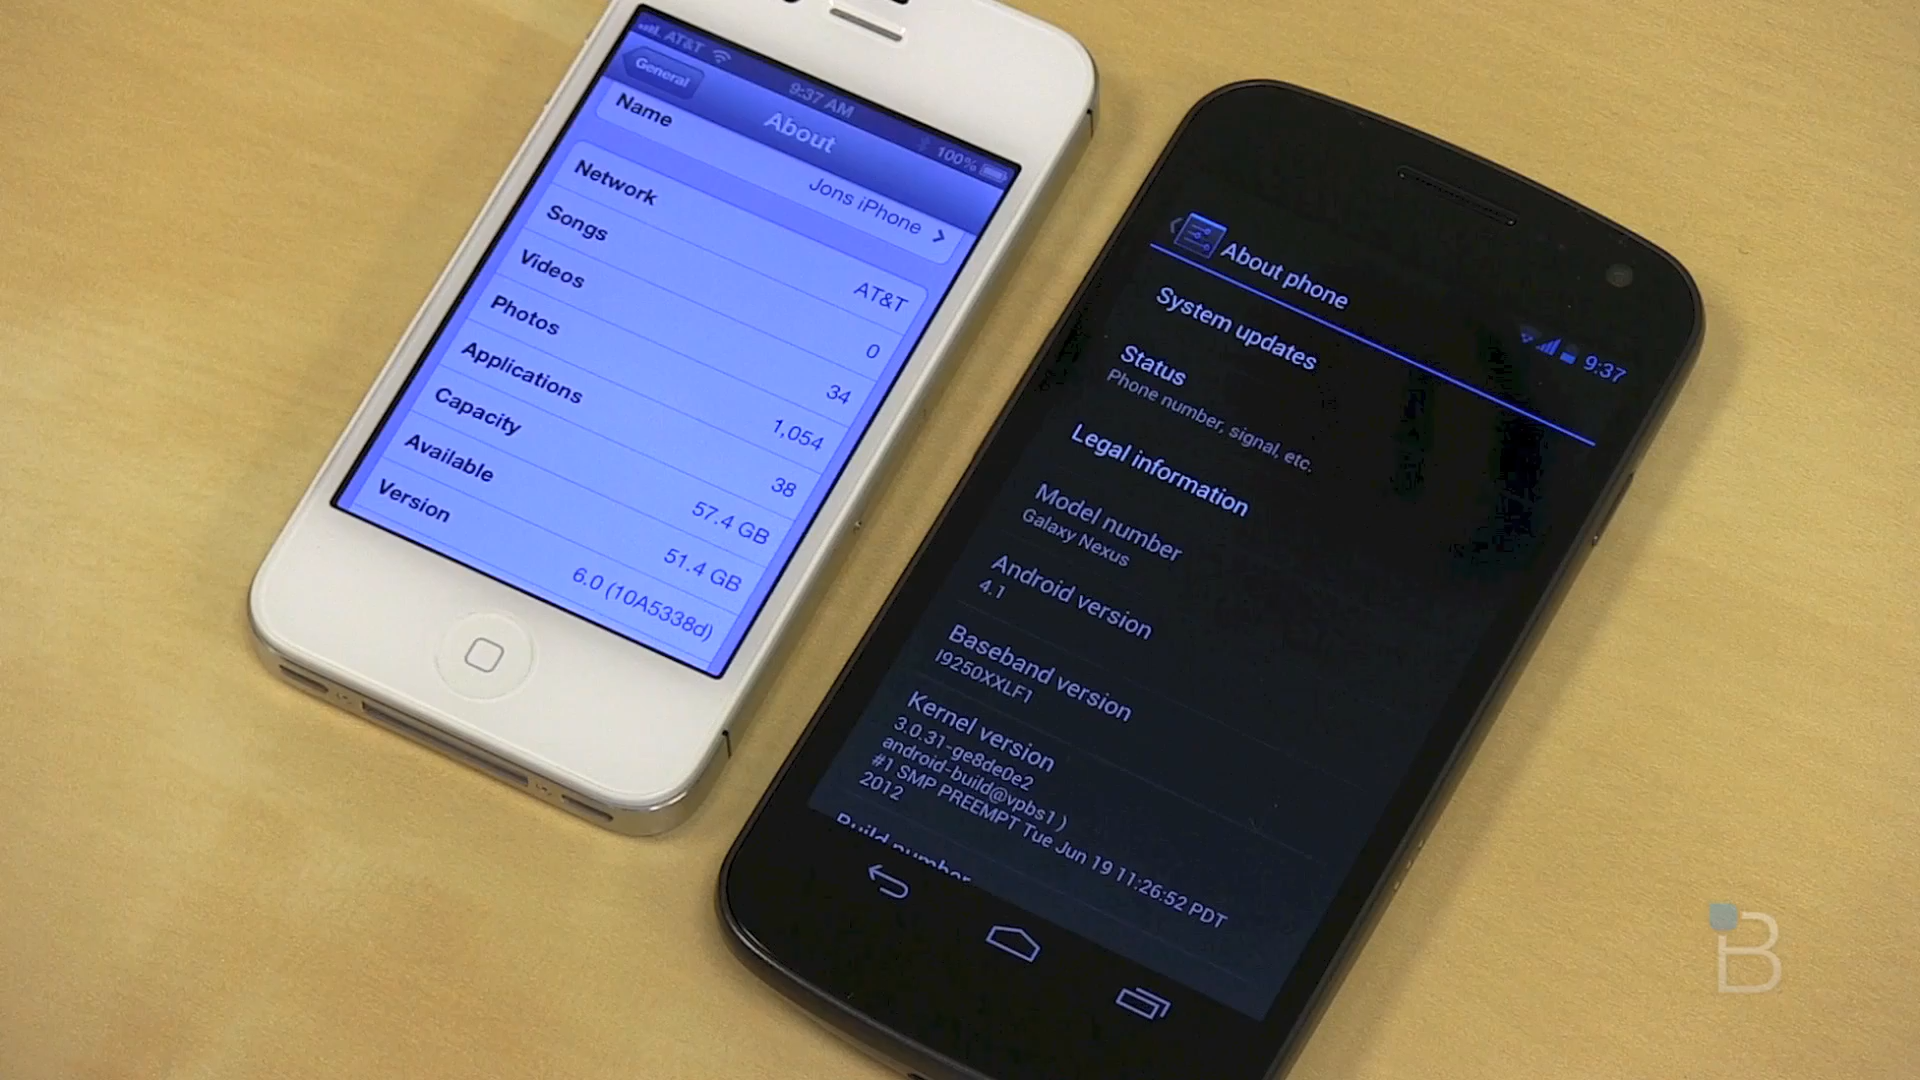 AT&T
9:37 AM
100%
General
About
Name
Jons iPhone
Network
AT&T
Songs
0
Videos
34
Photos
1,054
Applications
38
Capacity
57.4 GB
Available
51.4 GB
Version
6.0 (10A5338d)
9:37
About phone
System updates
Status
Phone number, signal, etc.
Legal information
Model number
Galaxy Nexus
Android version
4.1
Baseband version
I9250XXLF1
Kernel version
3.0.31-ge8de0e2
android-build@vpbs1 )
#1 SMP PREEMPT Tue Jun 19 11:26:52 PDT
2012
Build number
B